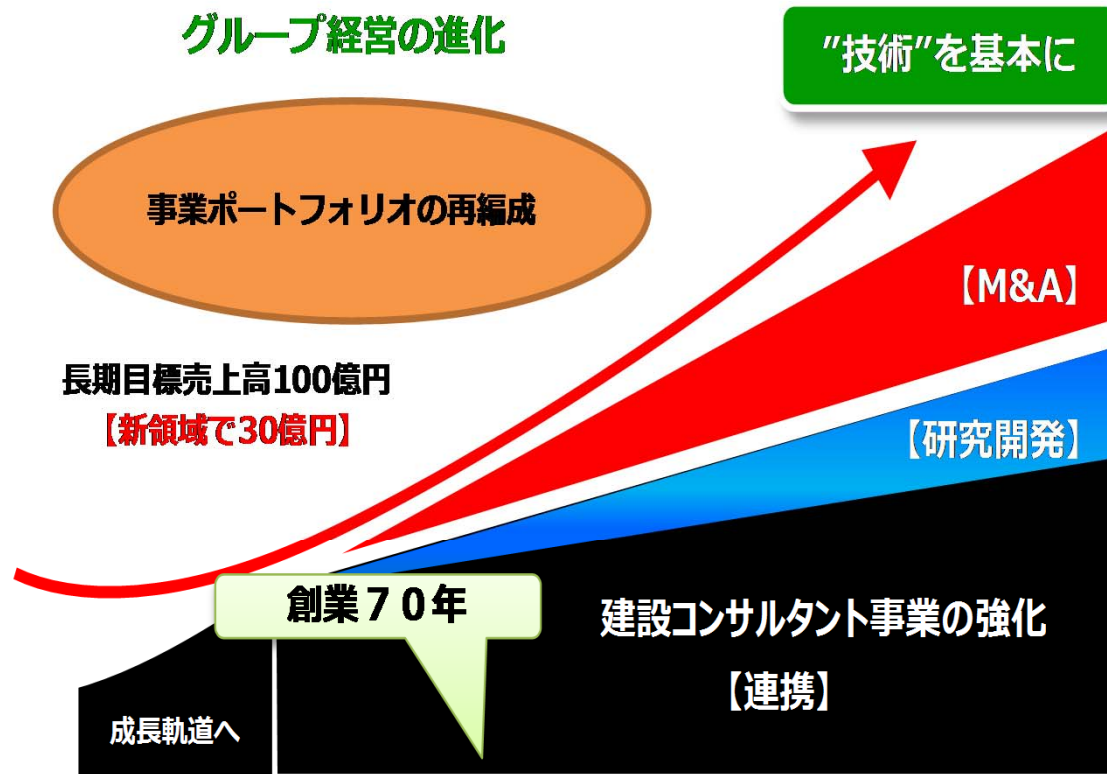 グループ経営の進化
”技術”を基本に
事業ポートフォリオの再編成
【M&A】
長期目標売上高100億円
【新領域で30億円】
【研究開発】
創業７０年
建設コンサルタント事業の強化
【連携】
成長軌道へ